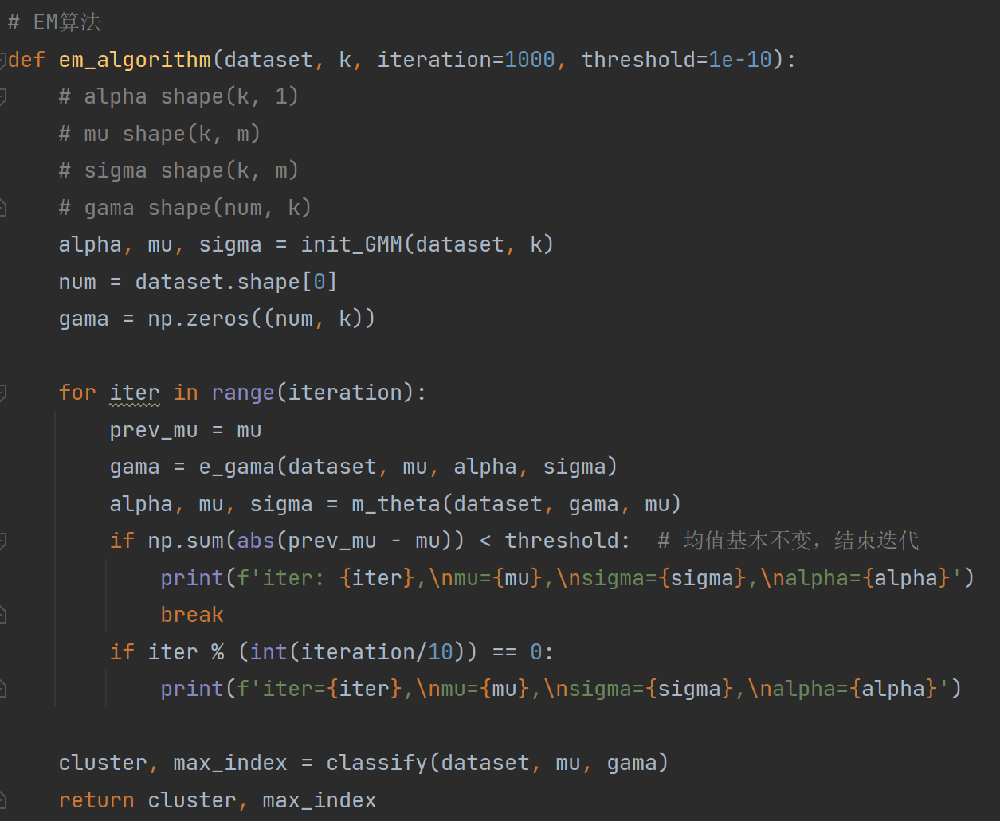 # EM算法
def em_algorithm(dataset, k, iteration=1000, threshold=1e-10):
    # alpha shape(k, 1)
    # mu shape(k, m)
    # sigma shape(k, m)
    # gama shape(num, k)
    alpha, mu, sigma = init_GMM(dataset, k)
    num = dataset.shape[0]
    gama = np.zeros((num, k))

    for iter in range(iteration):
        prev_mu = mu
        gama = e_gama(dataset, mu, alpha, sigma)
        alpha, mu, sigma = m_theta(dataset, gama, mu)
        if np.sum(abs(prev_mu - mu)) < threshold:  # 均值基本不变，结束迭代
            print(f'iter: {iter},\nmu={mu},\nsigma={sigma},\nalpha={alpha}')
            break
        if iter % (int(iteration/10)) == 0:
            print(f'iter={iter},\nmu={mu},\nsigma={sigma},\nalpha={alpha}')

    cluster, max_index = classify(dataset, mu, gama)
    return cluster, max_index